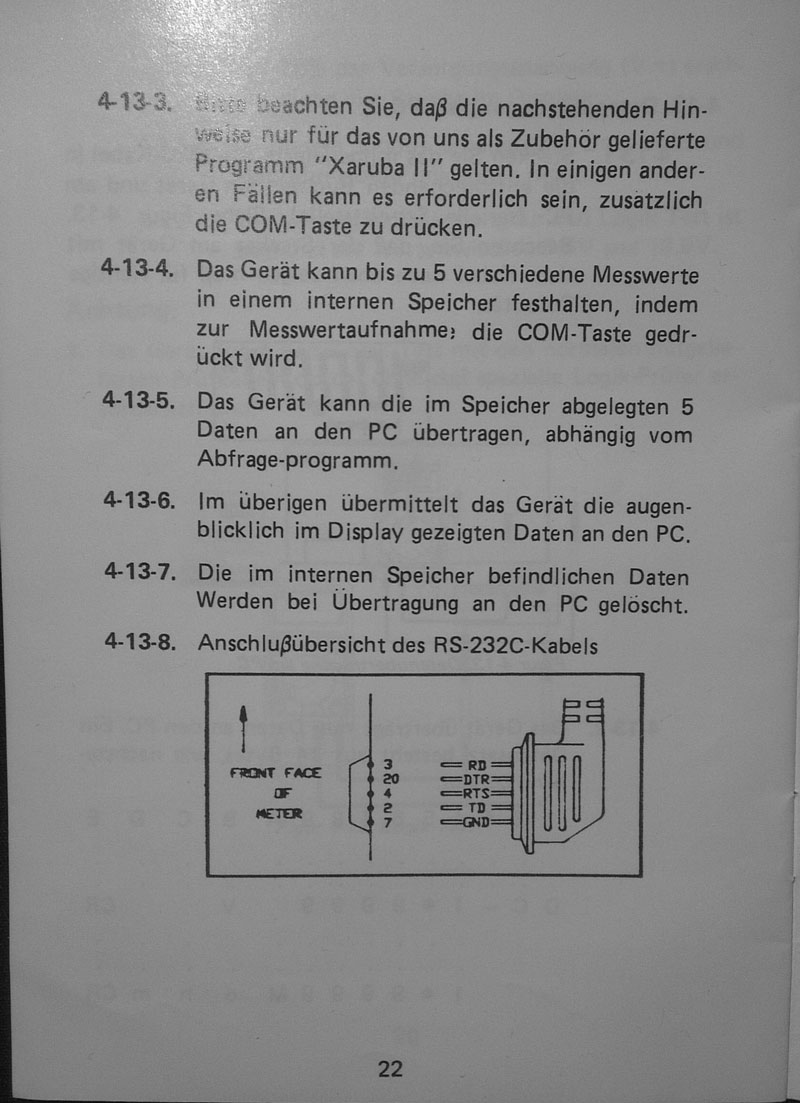 4-13-3. Bitte beachten Sie, daß die nachstehenden Hin-
weise nur für das von uns als Zubehör gelieferte
Programm "Xaruba II" gelten. In einigen ander-
en Fällen kann es erforderlich sein, zusätzlich
die COM-Taste zu drücken.
4-13-4. Das Gerät kann bis zu 5 verschiedene Messwerte
in einem internen Speicher festhalten, indem
zur Messwertaufnahme; die COM-Taste gedr-
ückt wird.
4-13-5. Das Gerät kann die im Speicher abgelegten 5
Daten an den PC übertragen, abhängig vom
Abfrage-programm.
4-13-6. Im überigen übermittelt das Gerät die augen-
blicklich im Display gezeigten Daten an den PC.
4-13-7. Die im internen Speicher befindlichen Daten
Werden bei Übertragung an den PC gelöscht.
4-13-8. Anschlußübersicht des RS-232C-Kabels
FRONT FACE
OF
METER
3
20
4
2
7
RD
DTR
RTS
TD
GND
22